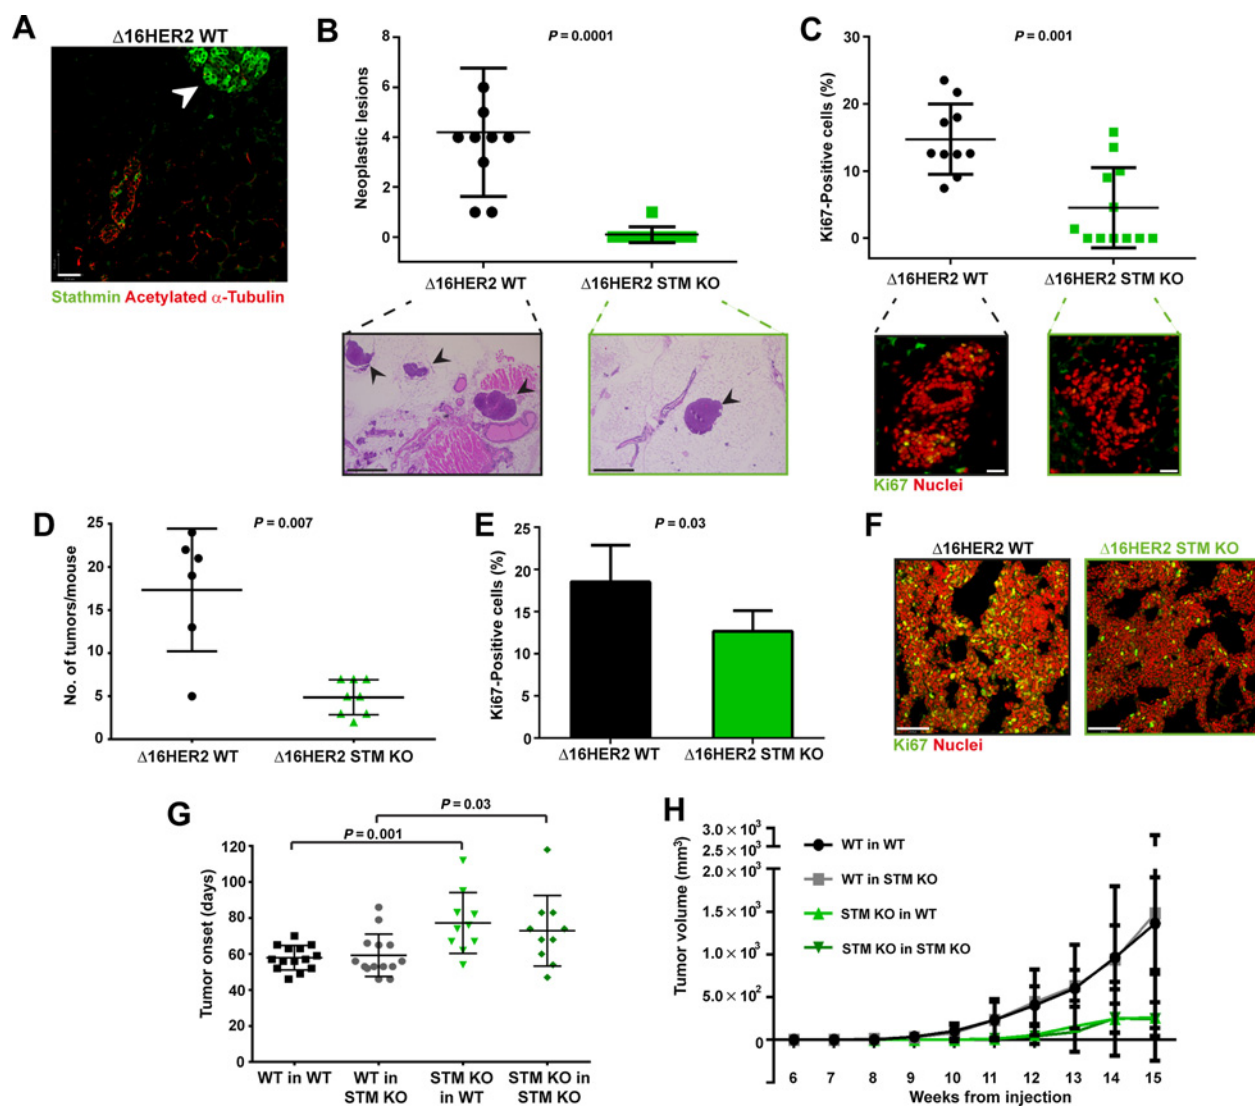 A
Δ16HER2 WT
Stathmin Acetylated α-Tubulin
B
P = 0.0001
Neoplastic lesions
8
6
4
2
0
Δ16HER2 WT
Δ16HER2 STM KO
C
P = 0.001
Ki67-Positive cells (%)
30
20
10
0
Δ16HER2 WT
Δ16HER2 STM KO
Ki67 Nuclei
D
P = 0.007
No. of tumors/mouse
25
20
15
10
5
0
Δ16HER2 WT
Δ16HER2 STM KO
E
P = 0.03
Ki67-Positive cells (%)
25
20
15
10
5
0
Δ16HER2 WT
Δ16HER2 STM KO
F
Δ16HER2 WT
Δ16HER2 STM KO
Ki67 Nuclei
G
P = 0.03
P = 0.001
Tumor onset (days)
120
100
80
60
40
20
0
WT in WT
WT in
STM KO
STM KO
in WT
STM KO in
STM KO
H
Tumor volume (mm³)
3.0 × 10³
2.5 × 10³
2.0 × 10³
1.5 × 10³
1.0 × 10³
5.0 × 10²
0
WT in WT
WT in STM KO
STM KO in WT
STM KO in STM KO
6 7 8 9 10 11 12 13 14 15
Weeks from injection